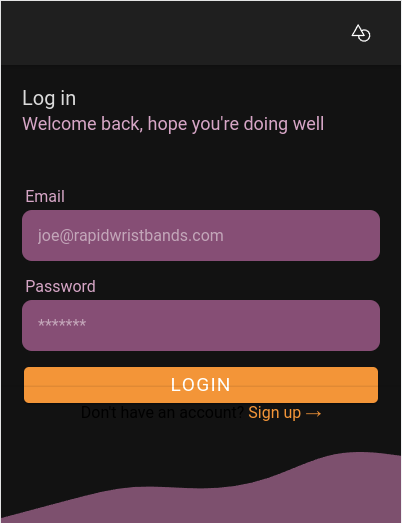 Log in
Welcome back, hope you're doing well
Email
joe@rapidwristbands.com
Password
*******
LOGIN
Don't have an account? Sign up →